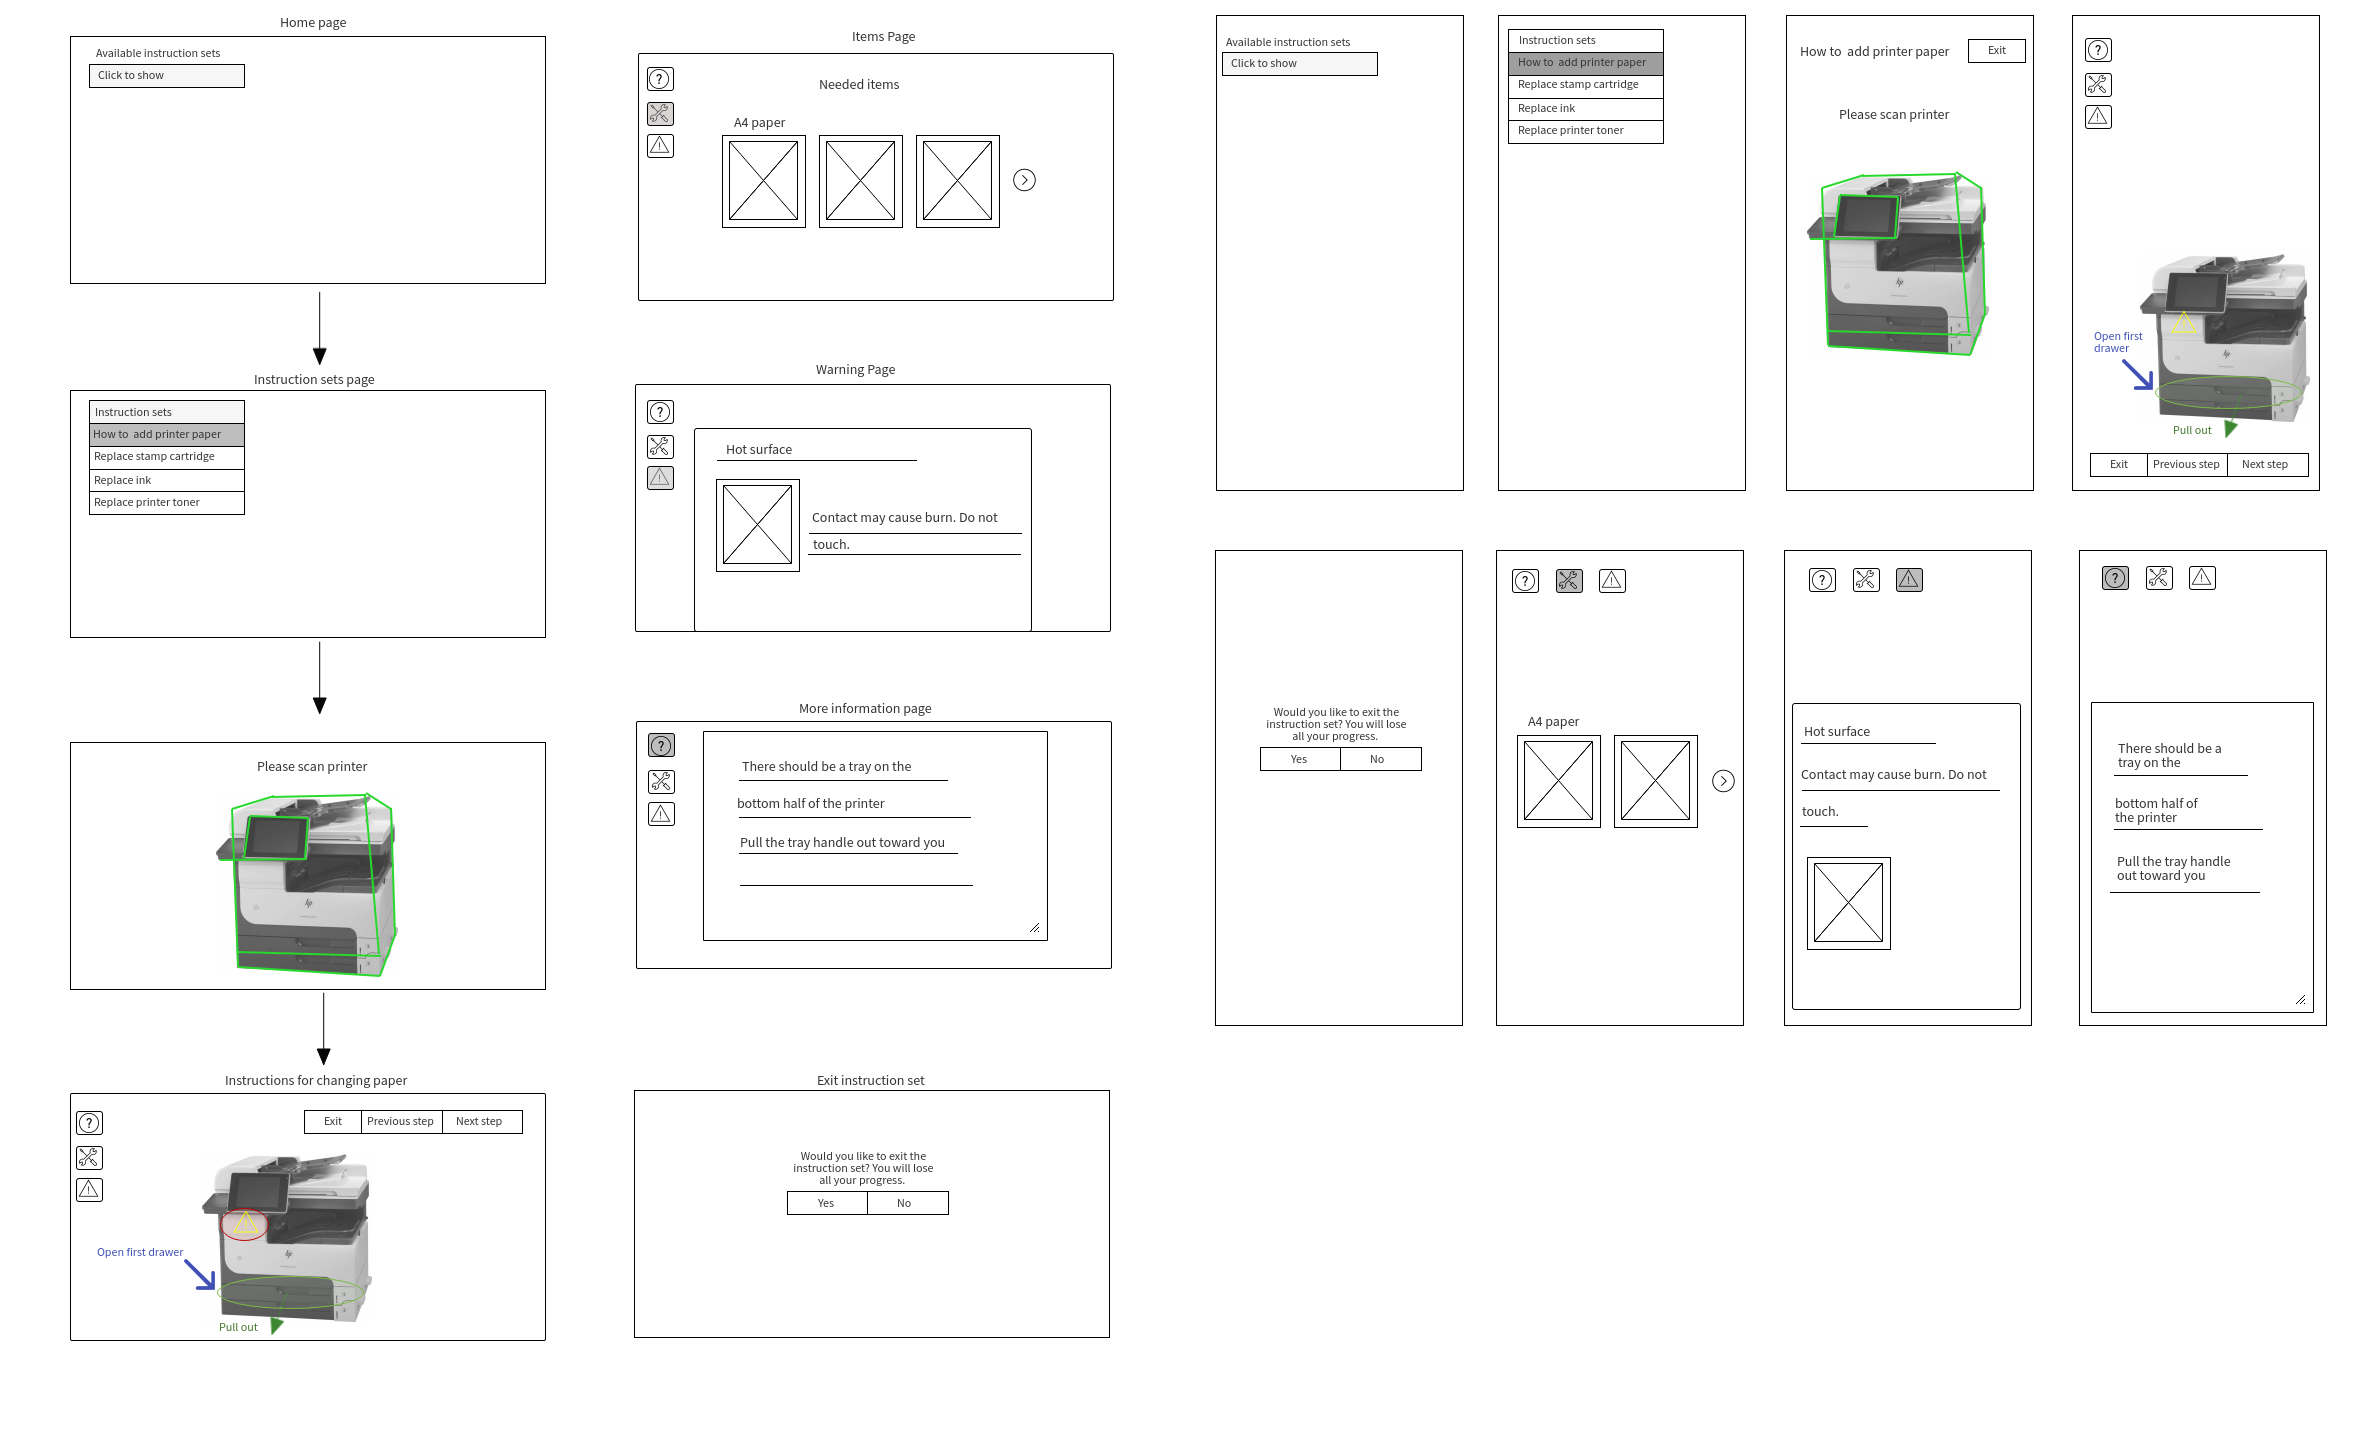 Home page
Available instruction sets
Click to show
Instruction sets page
Instruction sets
How to add printer paper
Replace stamp cartridge
Replace ink
Replace printer toner
Please scan printer
hp
Instructions for changing paper
?
Exit
Previous step
Next step
!
Open first drawer
hp
Pull out
Items Page
?
Needed items
!
A4 paper
Warning Page
?
!
Hot surface
Contact may cause burn. Do not
touch.
More information page
?
!
There should be a tray on the
bottom half of the printer
Pull the tray handle out toward you
Exit instruction set
Would you like to exit the
instruction set? You will lose
all your progress.
Yes
No
Available instruction sets
Click to show
Instruction sets
How to add printer paper
Replace stamp cartridge
Replace ink
Replace printer toner
How to add printer paper
Exit
Please scan printer
hp
?
!
Open first
drawer
hp
Pull out
Exit
Previous step
Next step
Would you like to exit the
instruction set? You will lose
all your progress.
Yes
No
?
!
A4 paper
?
!
Hot surface
Contact may cause burn. Do not
touch.
?
!
There should be a
tray on the
bottom half of
the printer
Pull the tray handle
out toward you